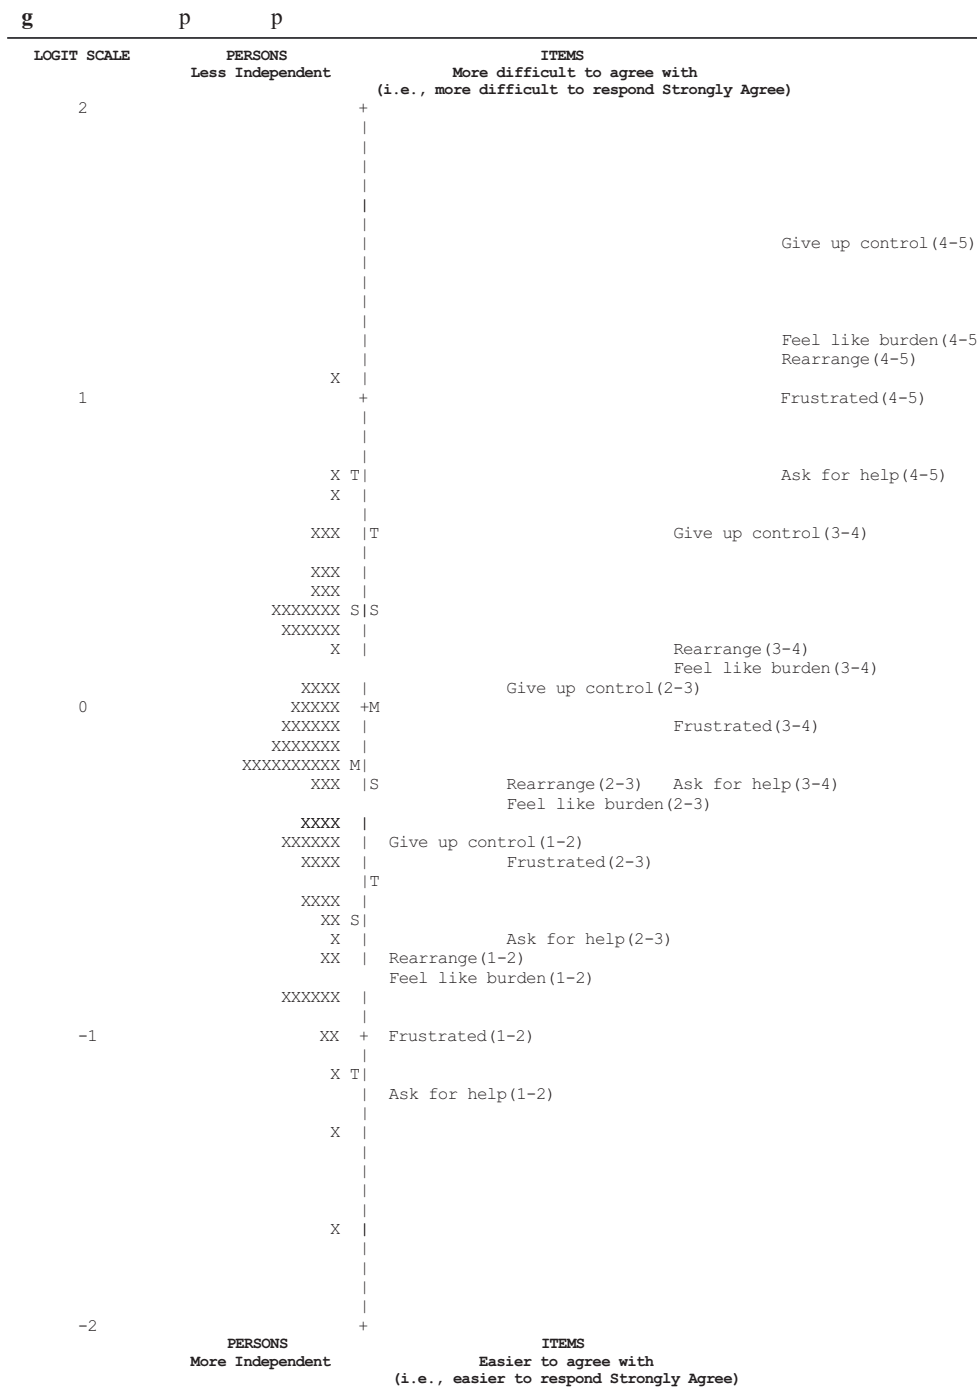 g p p
LOGIT SCALE PERSONS ITEMS
Less Independent More difficult to agree with
(i.e., more difficult to respond Strongly Agree)
2 +
|
|
|
|
|
|
| Give up control(4-5)
|
|
|
|
| Feel like burden(4-5
| Rearrange(4-5)
X |
1 + Frustrated(4-5)
|
|
|
X T| Ask for help(4-5)
X |
|
XXX |T Give up control(3-4)
|
XXX |
XXX |
XXXXXXX S|S
XXXXXX |
X | Rearrange(3-4)
Feel like burden(3-4)
XXXX | Give up control(2-3)
0 XXXXX +M
XXXXXX | Frustrated(3-4)
XXXXXXX |
XXXXXXXXXX M|
XXX |S Rearrange(2-3) Ask for help(3-4)
Feel like burden(2-3)
XXXX |
XXXXXX | Give up control(1-2)
XXXX | Frustrated(2-3)
|T
XXXX |
XX S|
X | Ask for help(2-3)
XX | Rearrange(1-2)
Feel like burden(1-2)
XXXXXX |
|
-1 XX + Frustrated(1-2)
|
X T|
| Ask for help(1-2)
|
X |
|
|
|
|
X |
|
|
|
|
-2 +
PERSONS ITEMS
More Independent Easier to agree with
(i.e., easier to respond Strongly Agree)